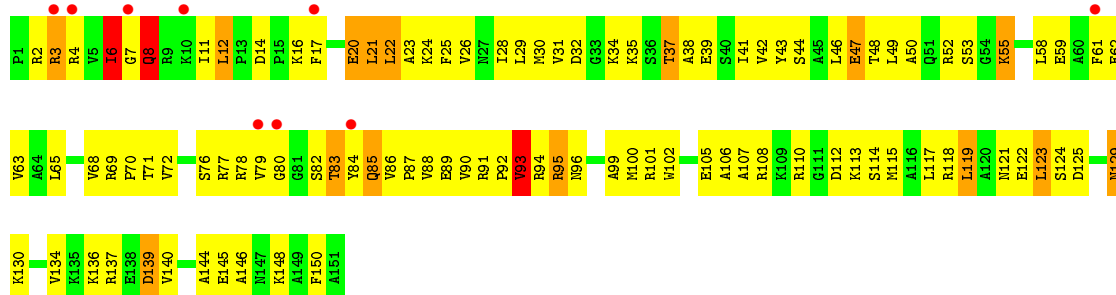 P1 R2 R3 R4 V5 I6 G7 Q8 R9 K10 I11 L12 P13 D14 P15 K16 F17 E20 L21 L22 A23 K24 F25 V26 N27 I28 L29 M30 V31 D32 G33 K34 K35 S36 T37 A38 E39 S40 I41 V42 Y43 S44 A45 L46 E47 T48 L49 A50 Q51 R52 S53 G54 K55 L58 E59 A60 F61 E62
V63 A64 L65 V68 R69 P70 T71 V72 S76 R77 R78 V79 Q80 G81 S82 T83 Y84 Q85 V86 P87 V88 E89 V90 R91 P92 V93 R94 R95 N96 A99 M100 R101 W102 E105 A106 A107 R108 K109 R110 G111 D112 K113 S114 M115 A116 L117 R118 L119 A120 N121 E122 L123 S124 D125 N129
K130 V134 K135 K136 R137 E138 D139 V140 A144 E145 A146 N147 K148 A149 F150 A151